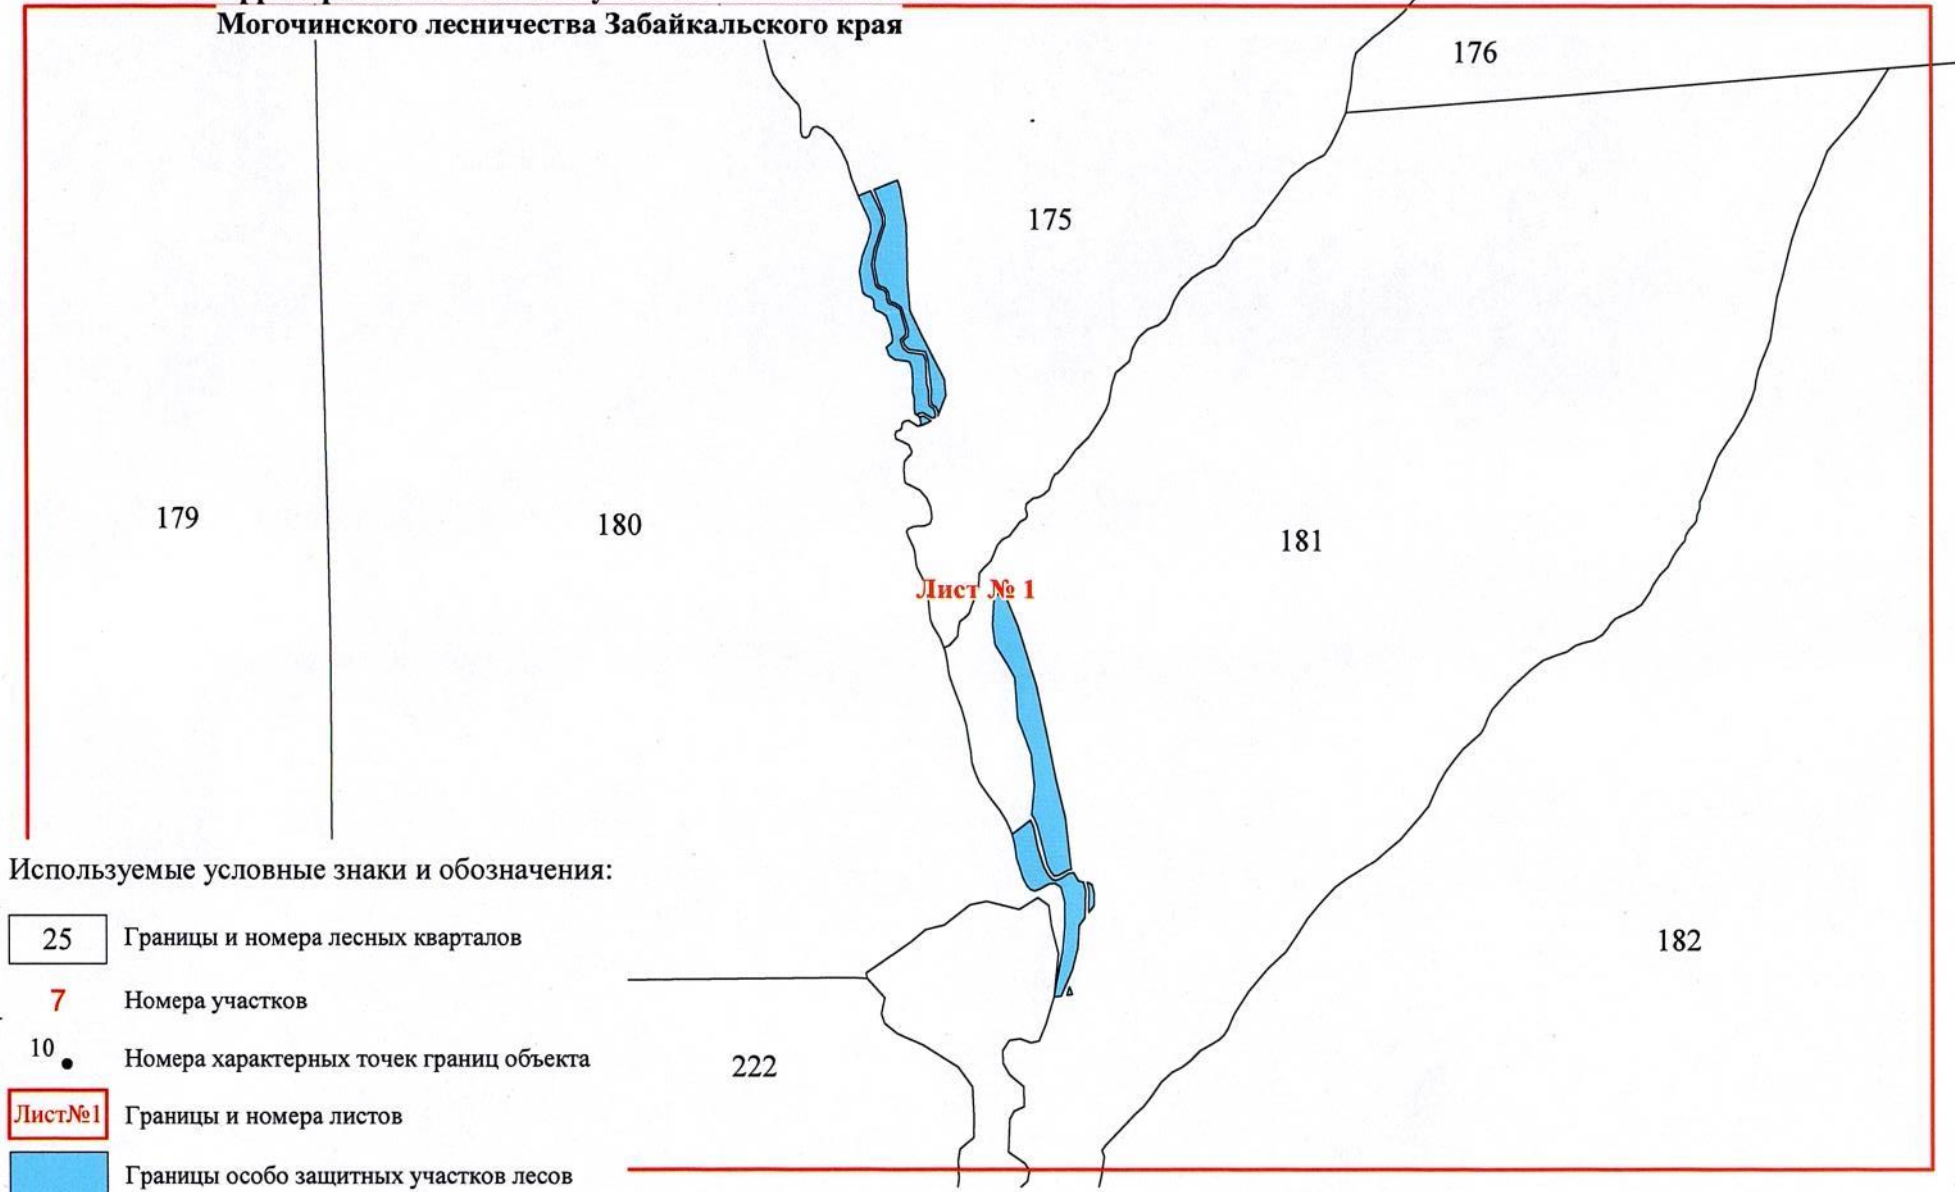 Могочинского лесничества Забайкальского края
176
175
179
180
181
Лист № 1
182
222
Используемые условные знаки и обозначения:
25 Границы и номера лесных кварталов
7 Номера участков
10 Номера характерных точек границ объекта
Лист№1 Границы и номера листов
Границы особо защитных участков лесов